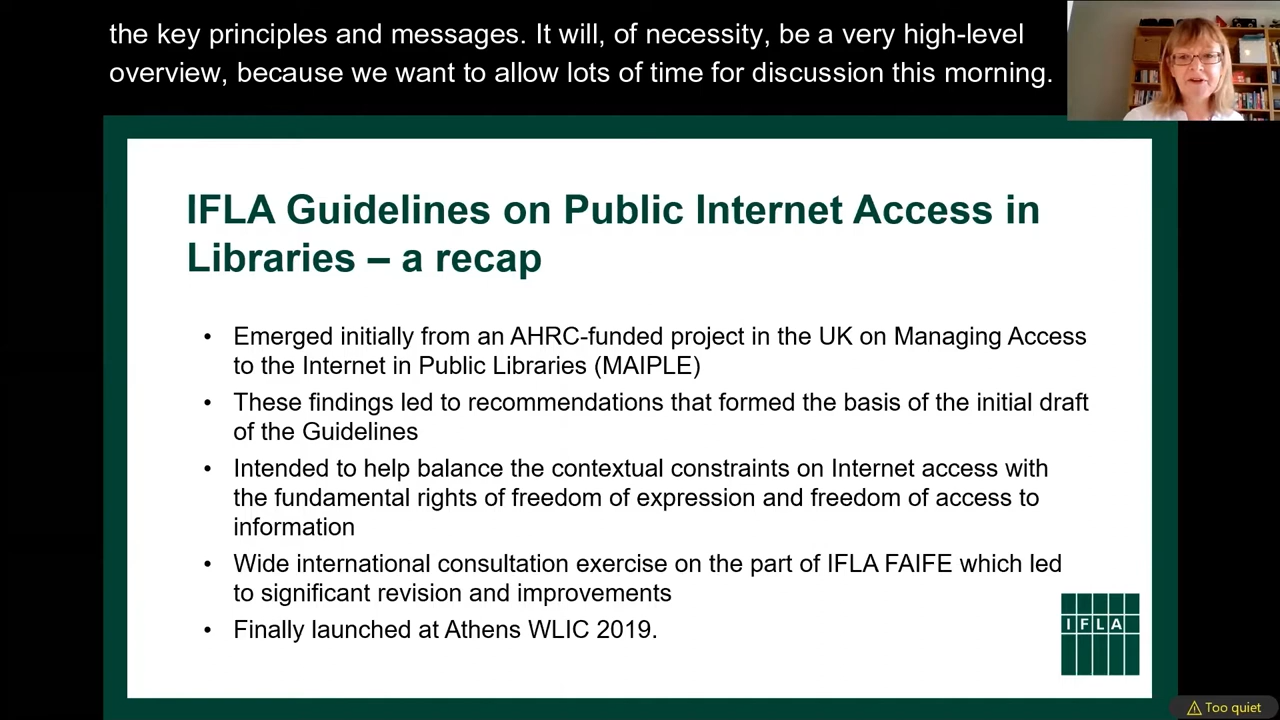 the key principles and messages. It will, of necessity, be a very high-level
overview, because we want to allow lots of time for discussion this morning.
IFLA Guidelines on Public Internet Access in
Libraries – a recap
• Emerged initially from an AHRC-funded project in the UK on Managing Access
to the Internet in Public Libraries (MAIPLE)
• These findings led to recommendations that formed the basis of the initial draft
of the Guidelines
• Intended to help balance the contextual constraints on Internet access with
the fundamental rights of freedom of expression and freedom of access to
information
• Wide international consultation exercise on the part of IFLA FAIFE which led
to significant revision and improvements
• Finally launched at Athens WLIC 2019.
IFLA
Too quiet